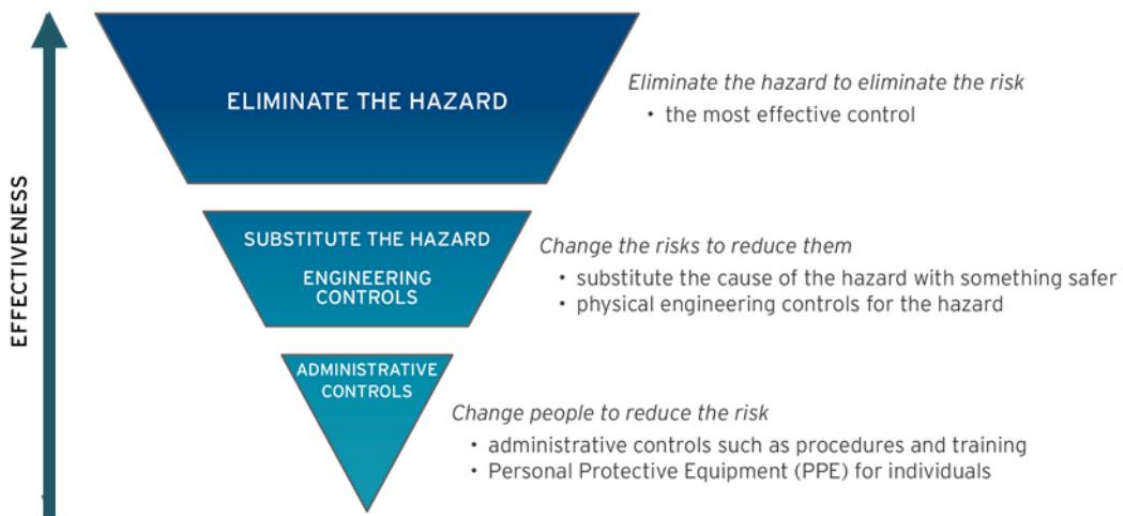 EFFECTIVENESS
ELIMINATE THE HAZARD
Eliminate the hazard to eliminate the risk
• the most effective control
SUBSTITUTE THE HAZARD
ENGINEERING
CONTROLS
Change the risks to reduce them
• substitute the cause of the hazard with something safer
• physical engineering controls for the hazard
ADMINISTRATIVE
CONTROLS
Change people to reduce the risk
• administrative controls such as procedures and training
• Personal Protective Equipment (PPE) for individuals